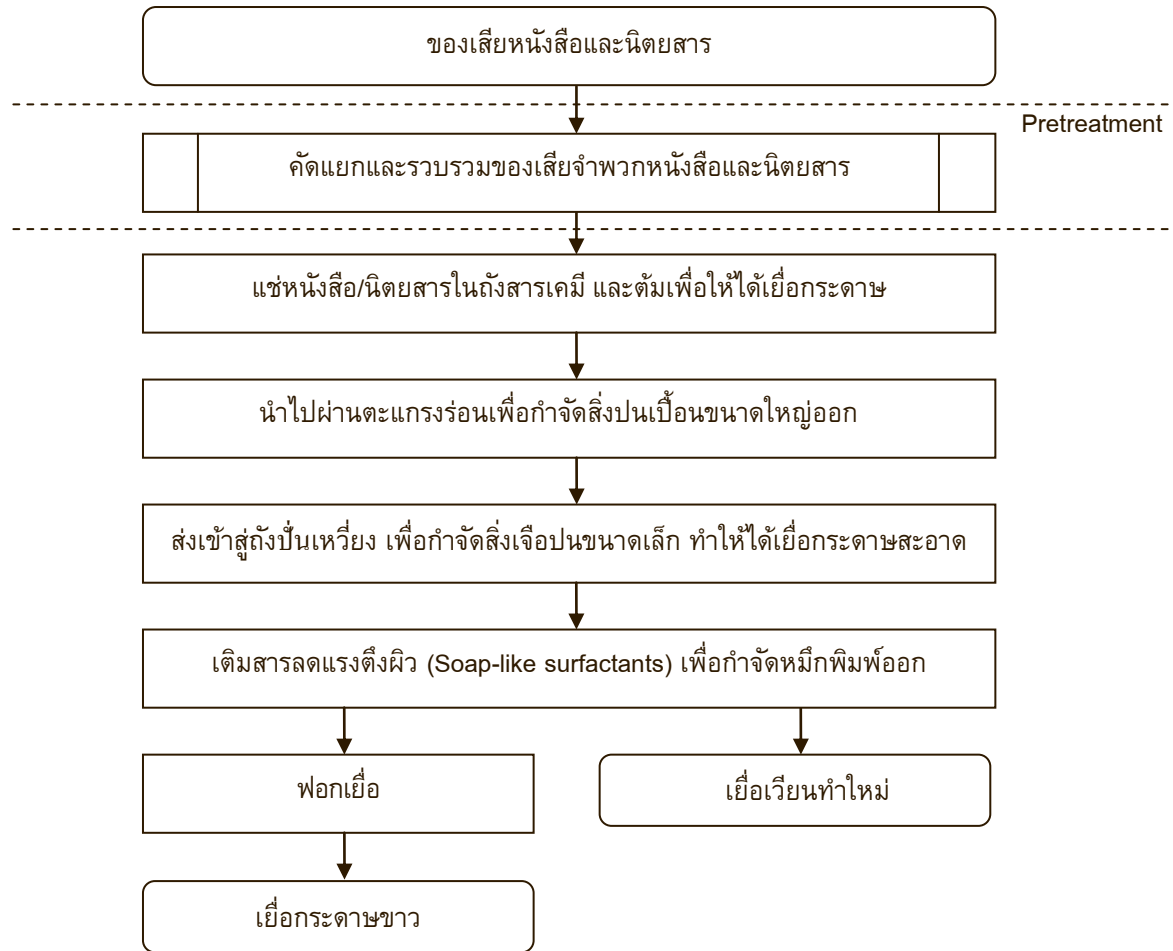 ของเสียหนังสือและนิตยสาร
Pretreatment
คัดแยกและรวบรวมของเสียจำพวกหนังสือและนิตยสาร
แช่หนังสือ/นิตยสารในถังสารเคมี และต้มเพื่อให้ได้เยื่อกระดาษ
นำไปผ่านตะแกรงร่อนเพื่อกำจัดสิ่งปนเปื้อนขนาดใหญ่ออก
ส่งเข้าสู่ถังปั่นเหวี่ยง เพื่อกำจัดสิ่งเจือปนขนาดเล็ก ทำให้ได้เยื่อกระดาษสะอาด
เติมสารลดแรงตึงผิว (Soap-like surfactants) เพื่อกำจัดหมึกพิมพ์ออก
ฟอกเยื่อ
เยื่อเวียนทำใหม่
เยื่อกระดาษขาว